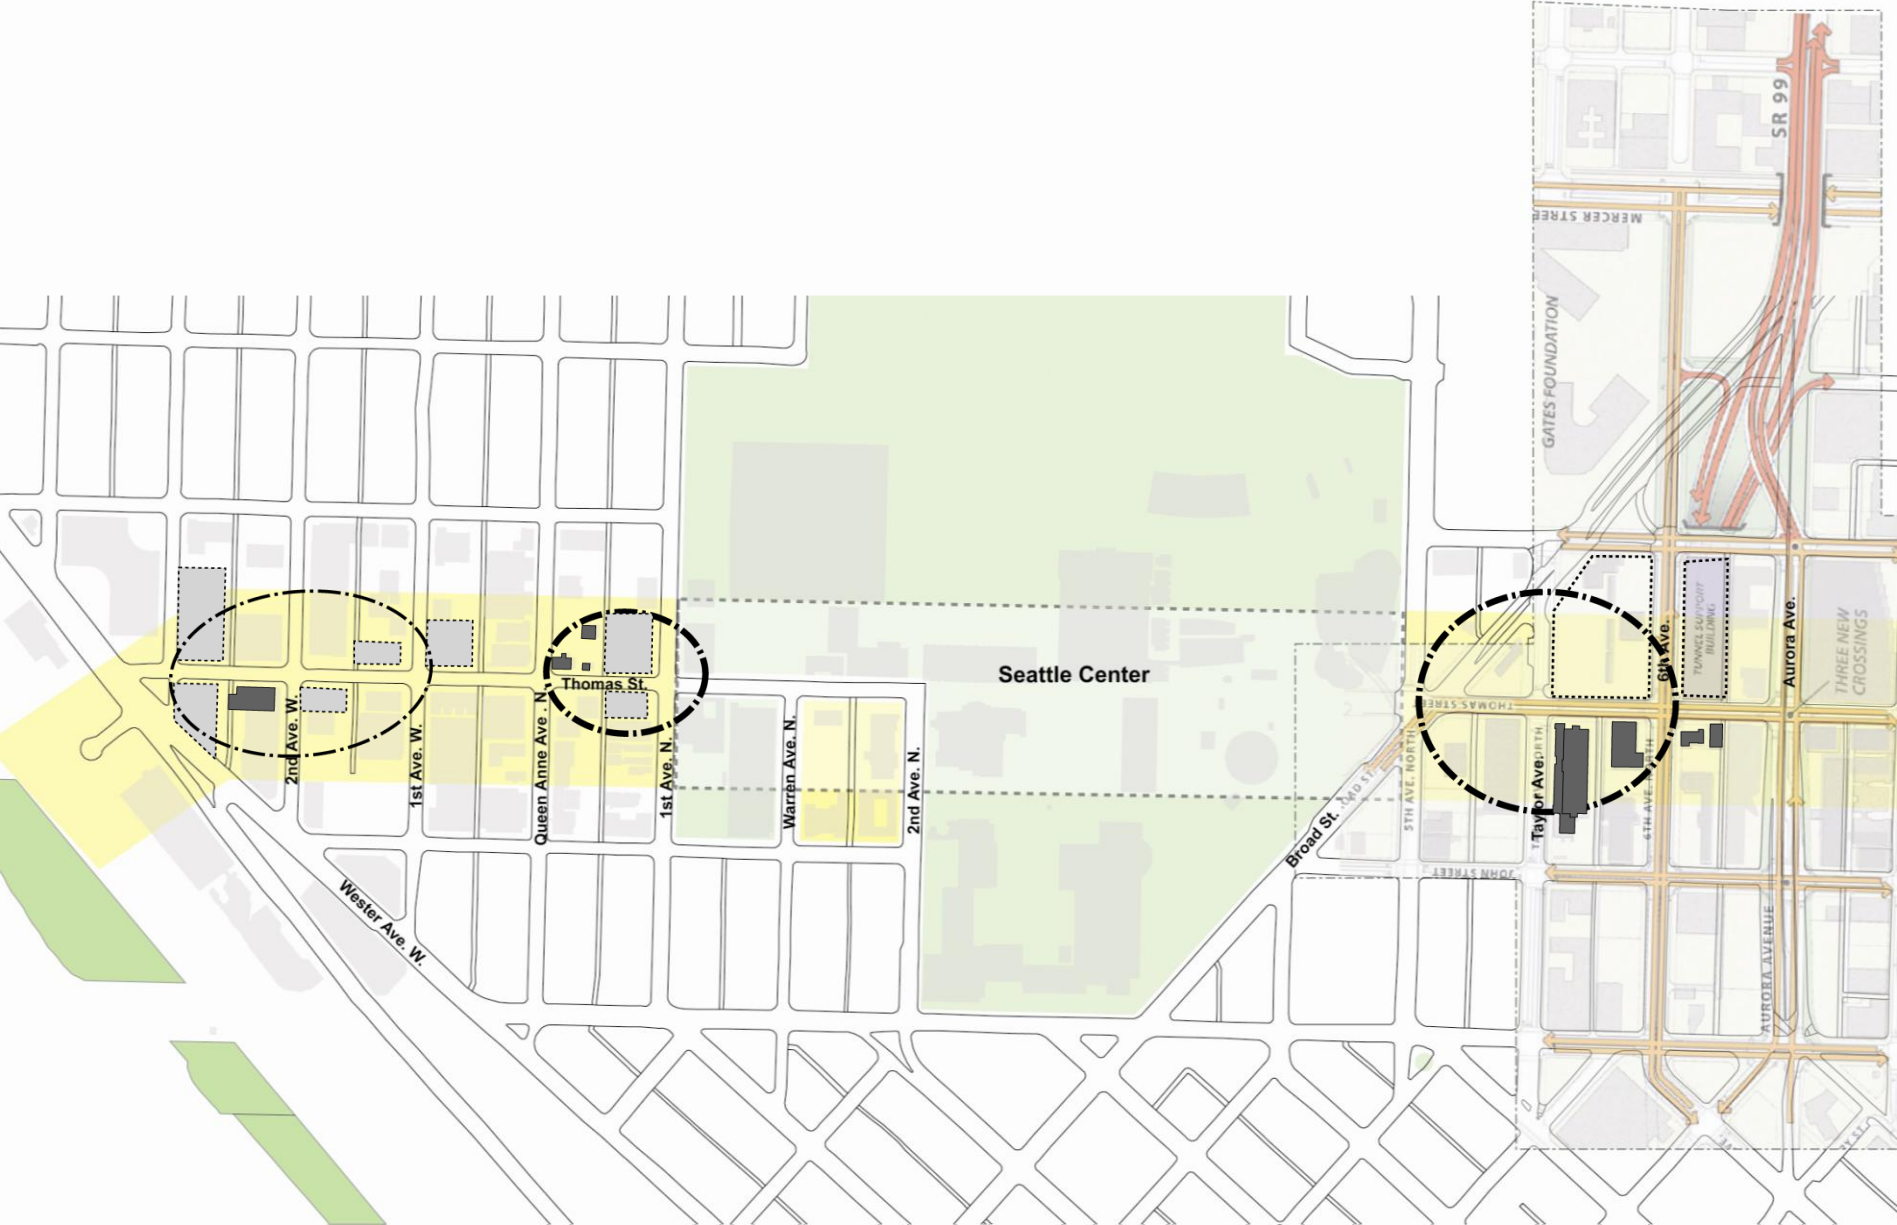 SR 99
MERCER STREE
GATES FOUNDATION
TUNNEL SUPPORT
BUILDING
THREE NEW
CROSSINGS
6th Ave.
Aurora Ave.
Seattle Center
Thomas St.
THOMAS STREET
2nd Ave. W.
1st Ave. W.
Queen Anne Ave. N.
1st Ave. N.
Warren Ave. N.
2nd Ave. N.
Broad St.
5TH AVE. NORTH
Taylor Ave.
6TH AVE. NORTH
JOHN STREET
Wester Ave. W.
AURORA AVENUE